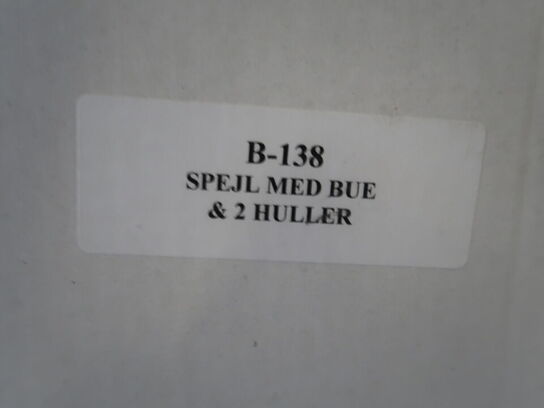 B-138
SPEJL MED BUE
& 2 HULLER